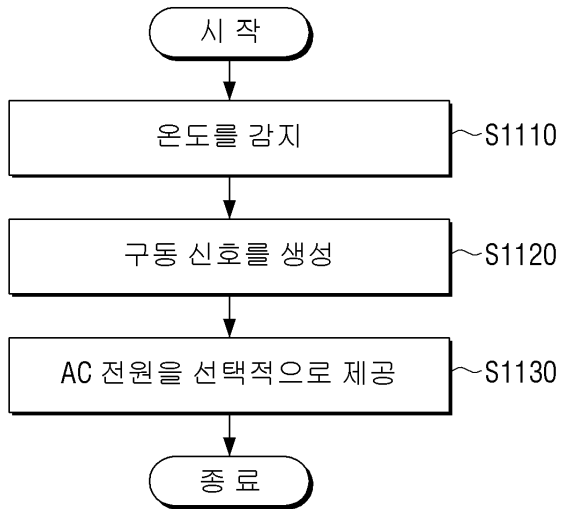 시 작
온도를 감지
S1110
구동 신호를 생성
S1120
AC 전원을 선택적으로 제공
S1130
종 료